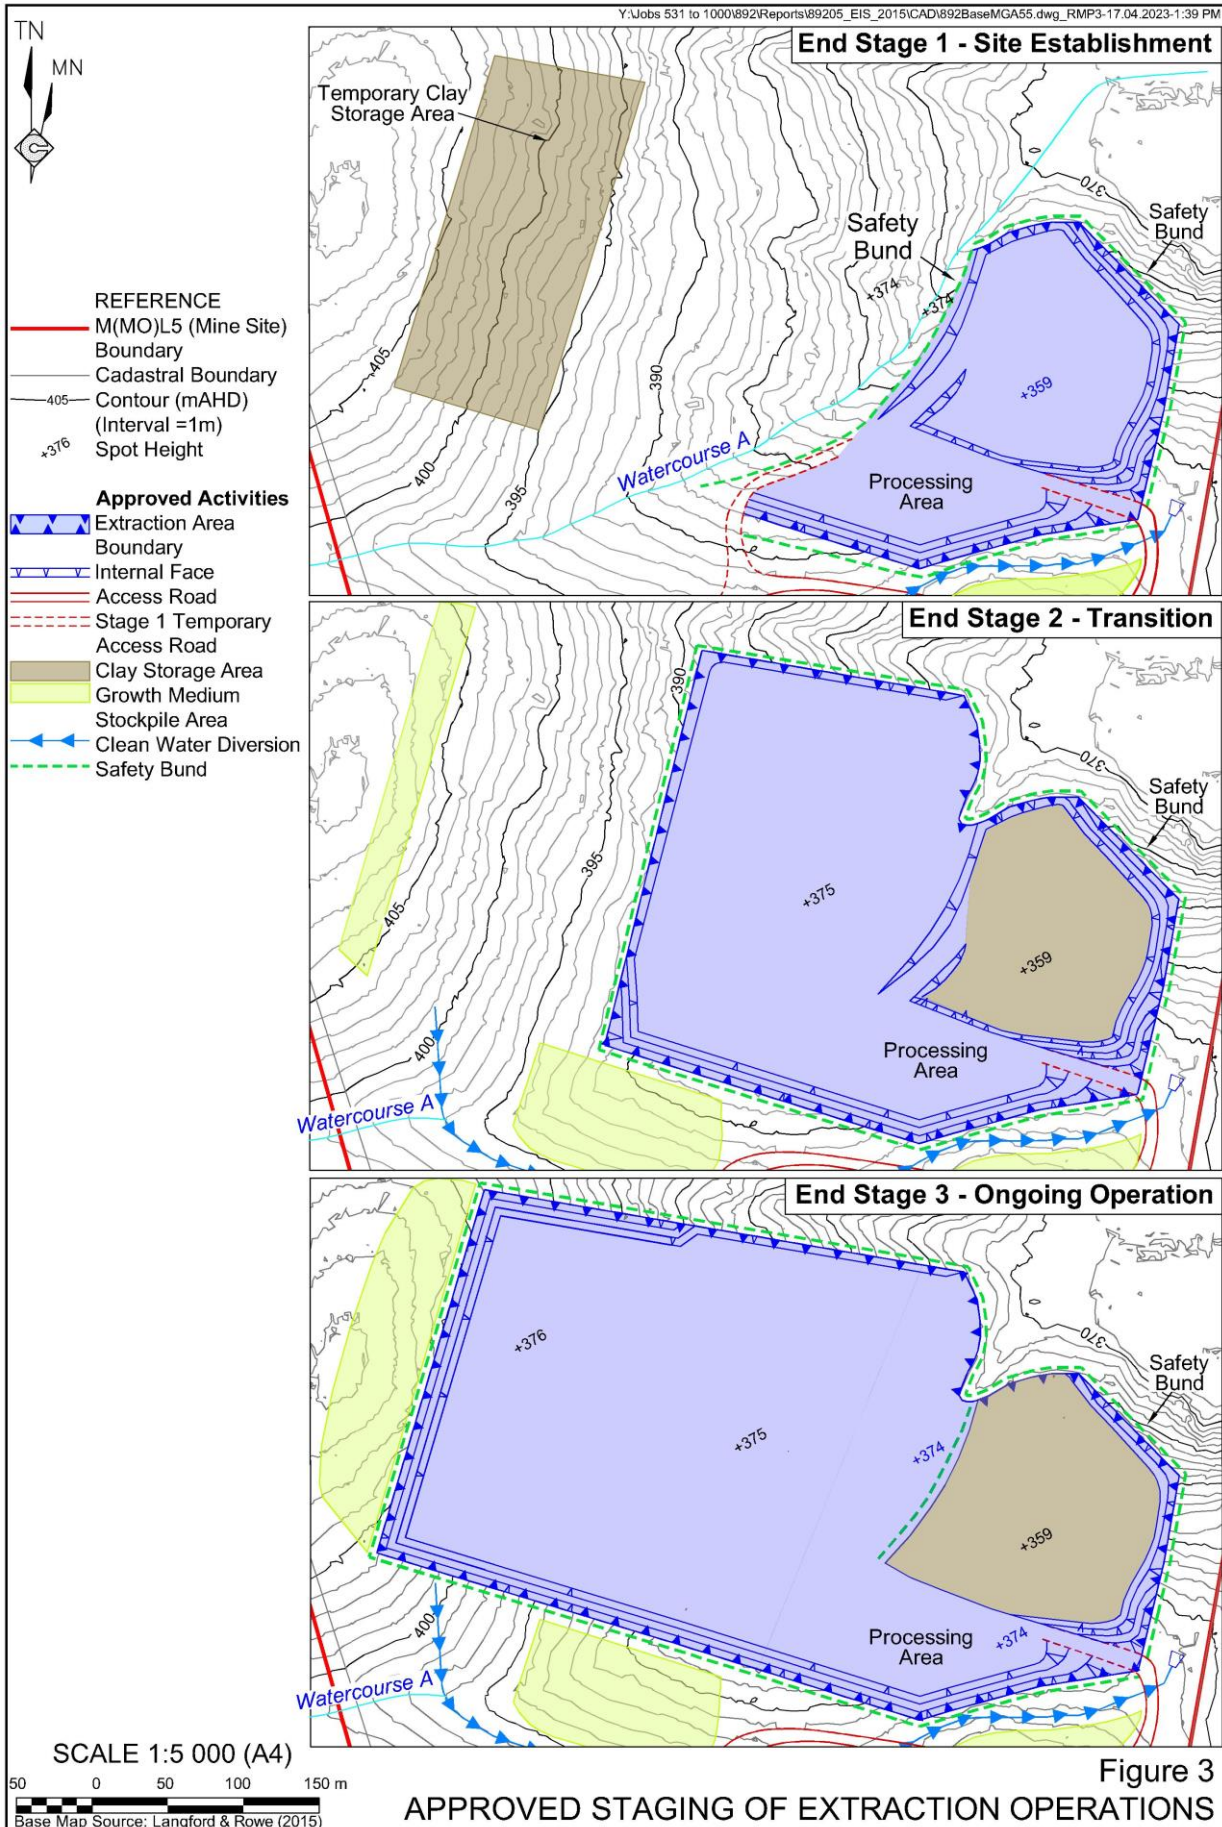 Y:\Jobs 531 to 1000\892\Reports\89205_EIS_2015\CAD\892BaseMGA55.dwg_RMP3-17.04.2023-1:39 PM
TN
MN
REFERENCE
M(MO)L5 (Mine Site)
Boundary
Cadastral Boundary
405
Contour (mAHD)
(Interval =1m)
+376
Spot Height
Approved Activities
Extraction Area
Boundary
Internal Face
Access Road
Stage 1 Temporary
Access Road
Clay Storage Area
Growth Medium
Stockpile Area
Clean Water Diversion
Safety Bund
End Stage 1 - Site Establishment
Temporary Clay
Storage Area
370
Safety
Bund
Safety
Bund
+374
+374
405
390
+359
Watercourse A
400
395
Processing
Area
End Stage 2 - Transition
390
370
Safety
Bund
395
+375
405
+359
400
Processing
Area
Watercourse A
End Stage 3 - Ongoing Operation
370
+376
Safety
Bund
+375
+374
+359
400
Processing
Area
+374
Watercourse A
SCALE 1:5 000 (A4)
50 0 50 100 150 m
Base Map Source: Langford & Rowe (2015)
Figure 3
APPROVED STAGING OF EXTRACTION OPERATIONS